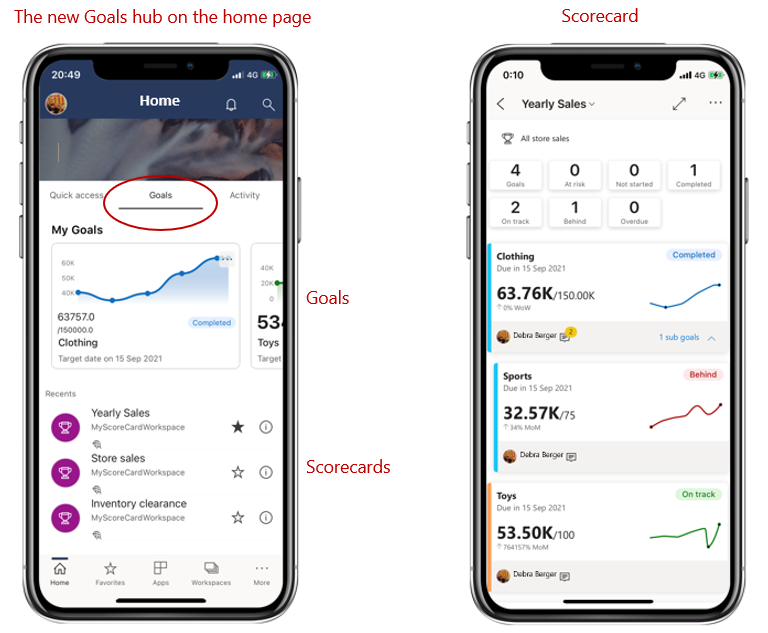 The new Goals hub on the home page
Scorecard
20:49
4G
Home
Quick access
Goals
Activity
My Goals
60K
50K
40K
63757.0
/150000.0
Completed
Clothing
Target date on 15 Sep 2021
40K
20K
0
534
Toys
Target
Goals
Recents
Yearly Sales
MyScoreCardWorkspace
Store sales
MyScoreCardWorkspace
Inventory clearance
MyScoreCardWorkspace
Scorecards
Home
Favorites
Apps
Workspaces
More
0:10
4G
Yearly Sales
All store sales
4 0 0 1
Goals At risk Not started Completed
2 1 0
On track Behind Overdue
Clothing
Completed
Due in 15 Sep 2021
63.76K/150.00K
↑ 0% WoW
Debra Berger
2
1 sub goals
Sports
Behind
Due in 15 Sep 2021
32.57K/75
↑ 34% MoM
Debra Berger
Toys
On track
Due in 15 Sep 2021
53.50K/100
↑ 764157% MoM
Debra Berger